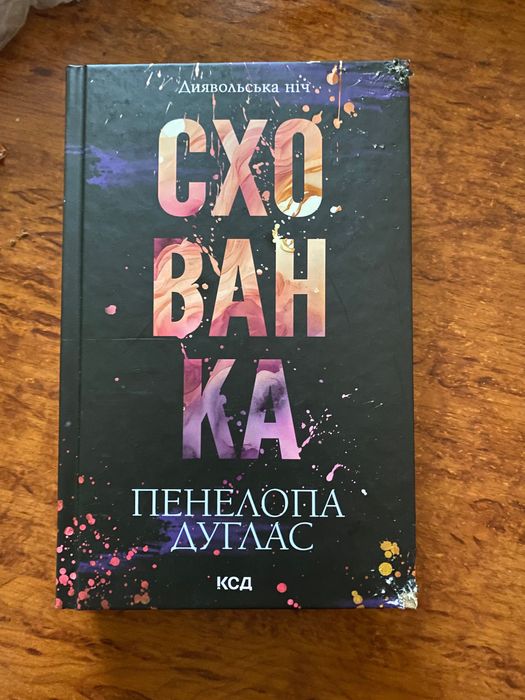 Диявольська ніч
СХО
ВАН
КА
ПЕНЕЛОПА
ДУГЛАС
КСД